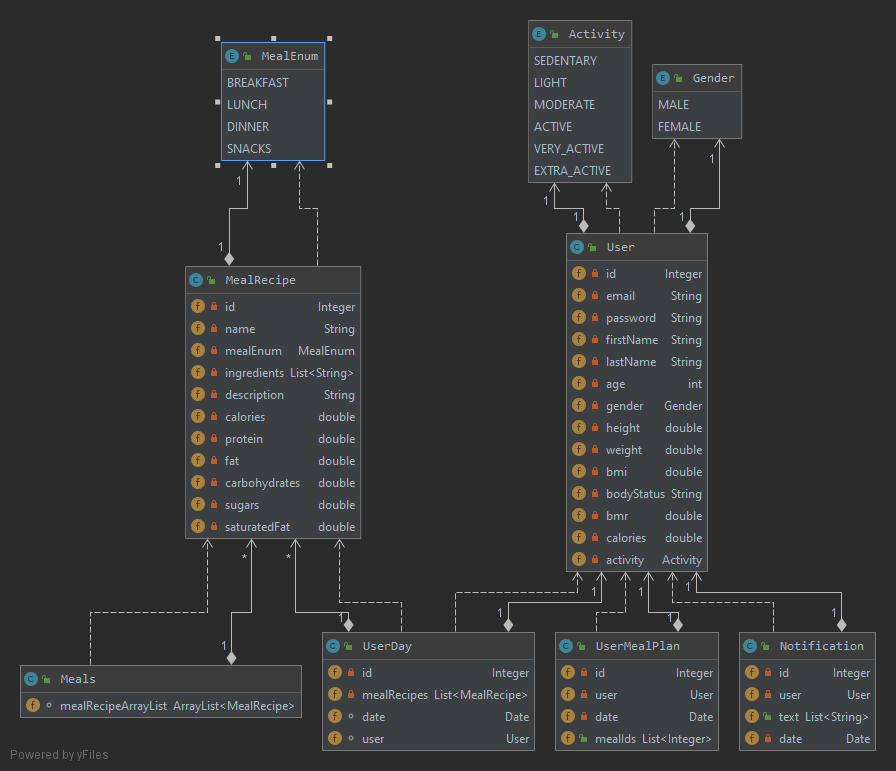 MealEnum
BREAKFAST
LUNCH
DINNER
SNACKS
Activity
SEDENTARY
LIGHT
MODERATE
ACTIVE
VERY_ACTIVE
EXTRA_ACTIVE
Gender
MALE
FEMALE
1
1
1
1
1
1
MealRecipe
id Integer
name String
mealEnum MealEnum
ingredients List<String>
description String
calories double
protein double
fat double
carbohydrates double
sugars double
saturatedFat double
User
id Integer
email String
password String
firstName String
lastName String
age int
gender Gender
height double
weight double
bmi double
bodyStatus String
bmr double
calories double
activity Activity
*
*
1
1
1
1
1
1
1
1
Meals
mealRecipeArrayList ArrayList<MealRecipe>
UserDay
id Integer
mealRecipes List<MealRecipe>
date Date
user User
UserMealPlan
id Integer
user User
date Date
mealIds List<Integer>
Notification
id Integer
user User
text List<String>
date Date
Powered by yFiles